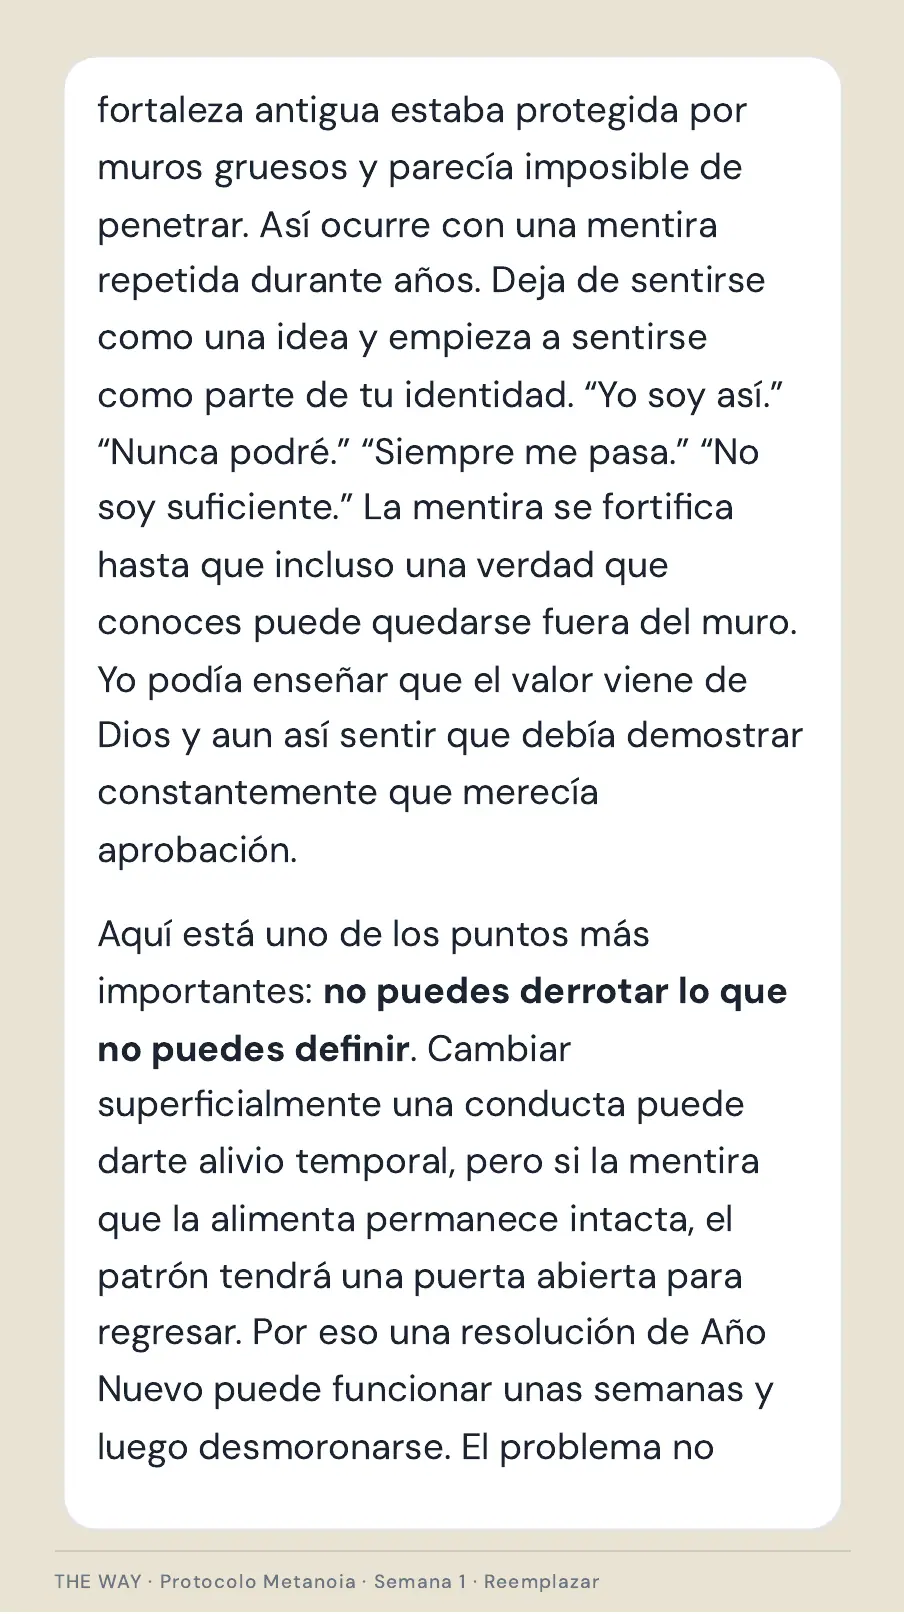 fortaleza antigua estaba protegida por
muros gruesos y parecía imposible de
penetrar. Así ocurre con una mentira
repetida durante años. Deja de sentirse
como una idea y empieza a sentirse
como parte de tu identidad. “Yo soy así.”
“Nunca podré.” “Siempre me pasa.” “No
soy suficiente.” La mentira se fortifica
hasta que incluso una verdad que
conoces puede quedarse fuera del muro.
Yo podía enseñar que el valor viene de
Dios y aun así sentir que debía demostrar
constantemente que merecía
aprobación.
Aquí está uno de los puntos más
importantes: no puedes derrotar lo que
no puedes definir. Cambiar
superficialmente una conducta puede
darte alivio temporal, pero si la mentira
que la alimenta permanece intacta, el
patrón tendrá una puerta abierta para
regresar. Por eso una resolución de Año
Nuevo puede funcionar unas semanas y
luego desmoronarse. El problema no
THE WAY · Protocolo Metanoia · Semana 1 · Reemplazar